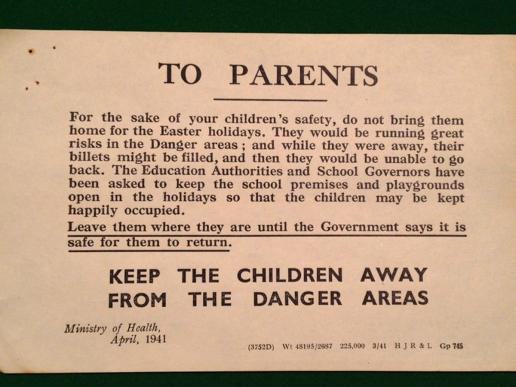 TO PARENTS
For the sake of your children's safety, do not bring them
home for the Easter holidays. They would be running great
risks in the Danger areas; and while they were away, their
billets might be filled, and then they would be unable to go
back. The Education Authorities and School Governors have
been asked to keep the school premises and playgrounds
open in the holidays so that the children may be kept
happily occupied.
Leave them where they are until the Government says it is
safe for them to return.
KEEP THE CHILDREN AWAY
FROM THE DANGER AREAS
Ministry of Health,
April, 1941
(3752D) Wt 48195/2687 225,000 3/41 H J R & L Gp 745